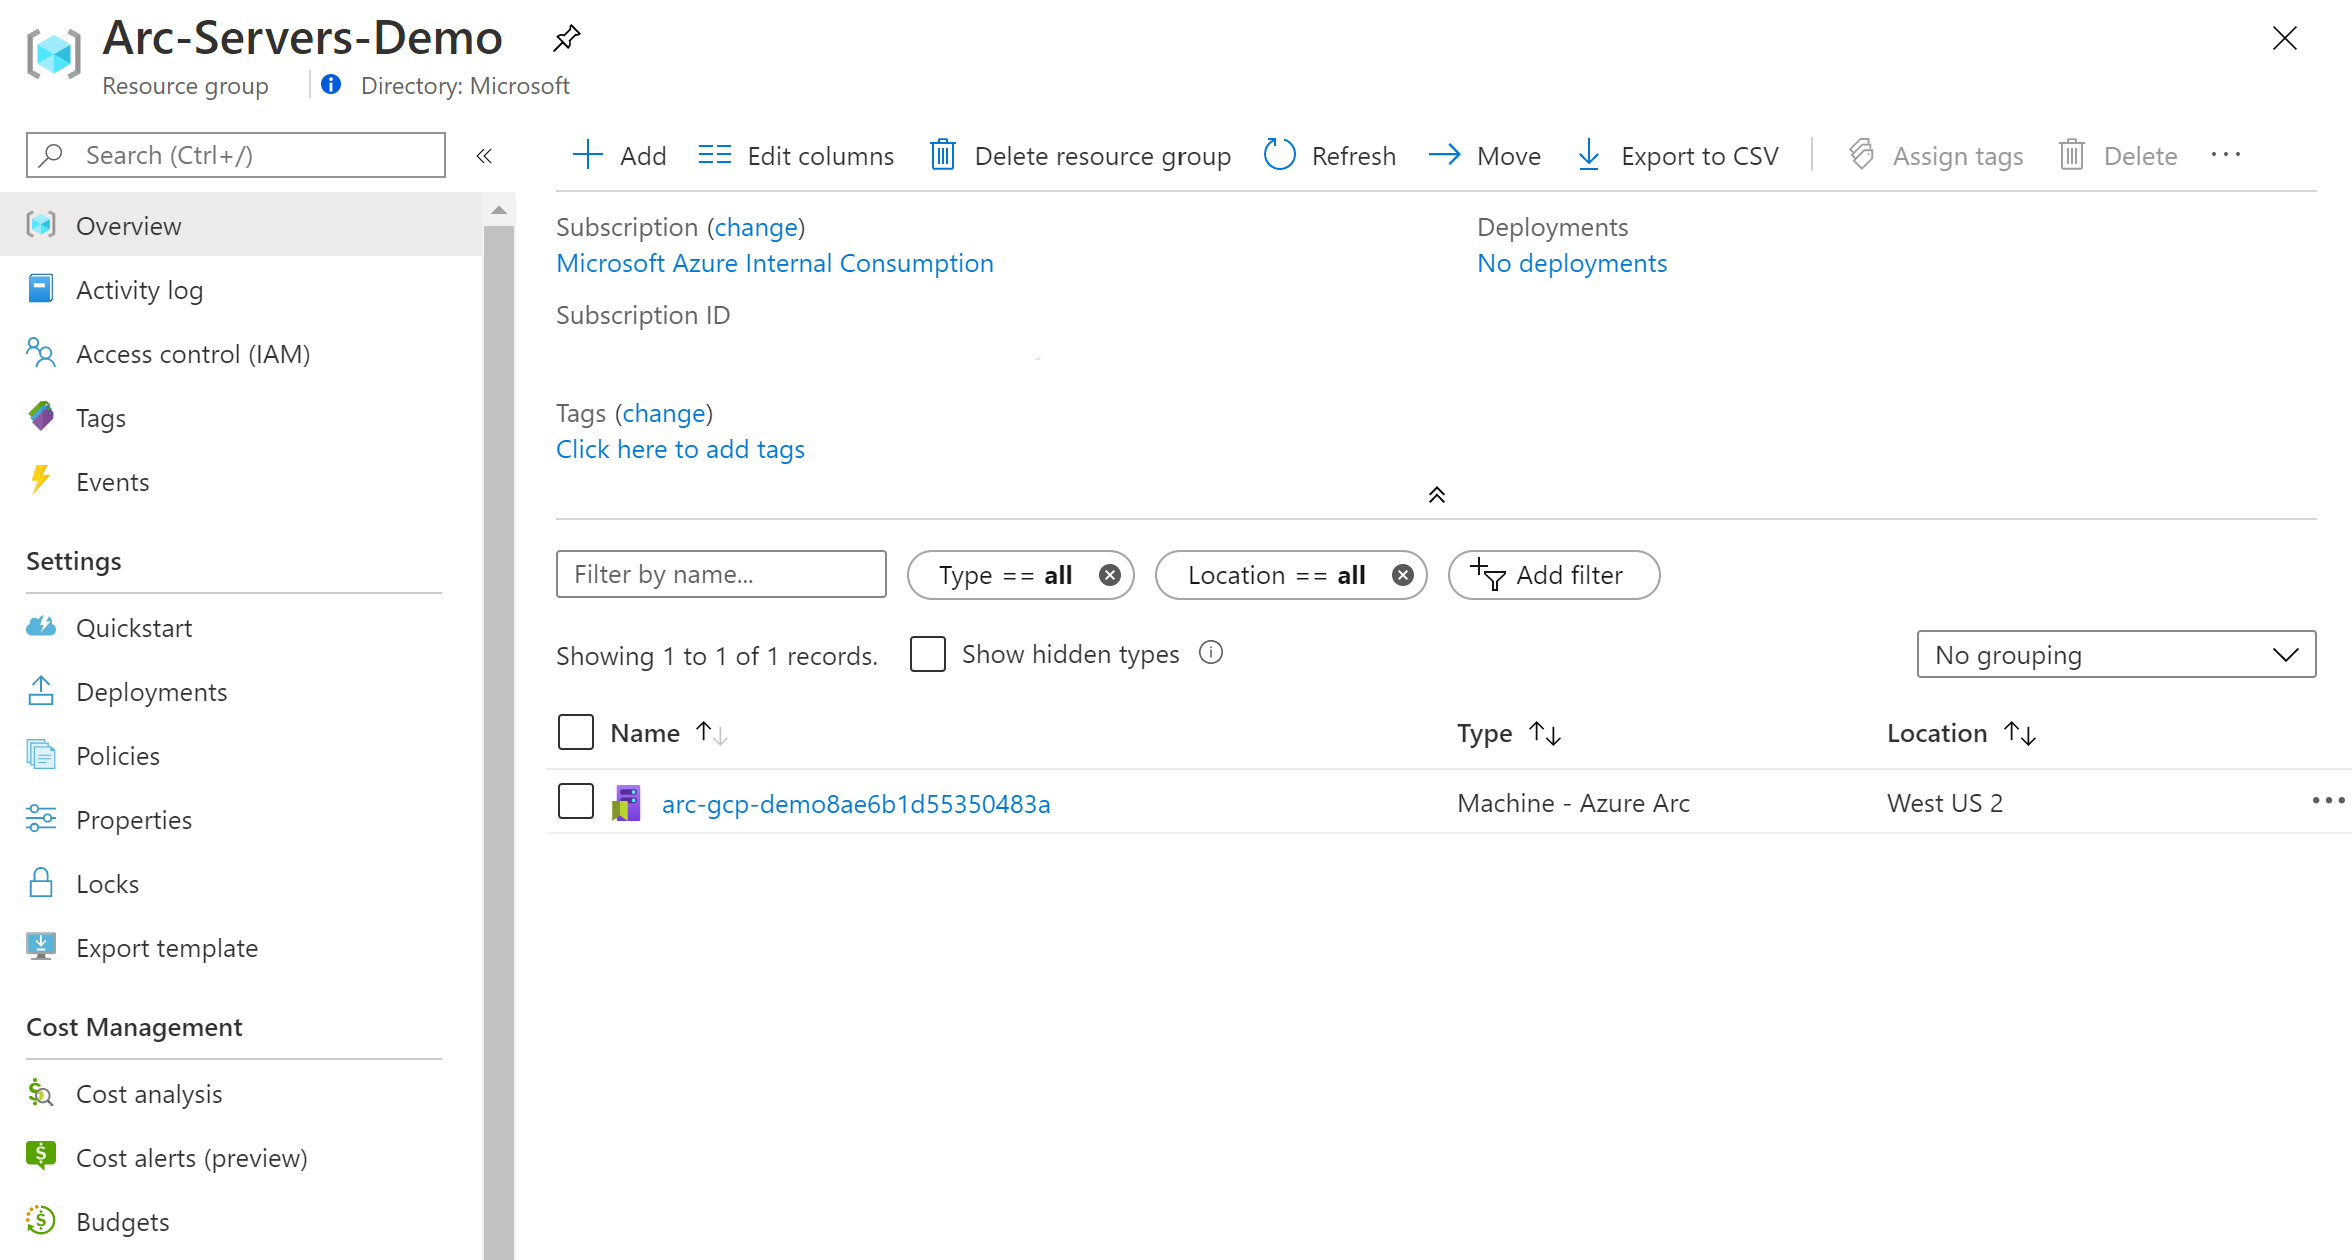 Arc-Servers-Demo
Resource group
Directory: Microsoft
Search (Ctrl+/)
«
Add
Edit columns
Delete resource group
Refresh
Move
Export to CSV
Assign tags
Delete
Overview
Activity log
Access control (IAM)
Tags
Events
Settings
Quickstart
Deployments
Policies
Properties
Locks
Export template
Cost Management
Cost analysis
Cost alerts (preview)
Budgets
Subscription (change)
Microsoft Azure Internal Consumption
Subscription ID
Tags (change)
Click here to add tags
Deployments
No deployments
Filter by name...
Type == all
Location == all
Add filter
Showing 1 to 1 of 1 records.
Show hidden types
No grouping
Name
Type
Location
arc-gcp-demo8ae6b1d55350483a
Machine - Azure Arc
West US 2